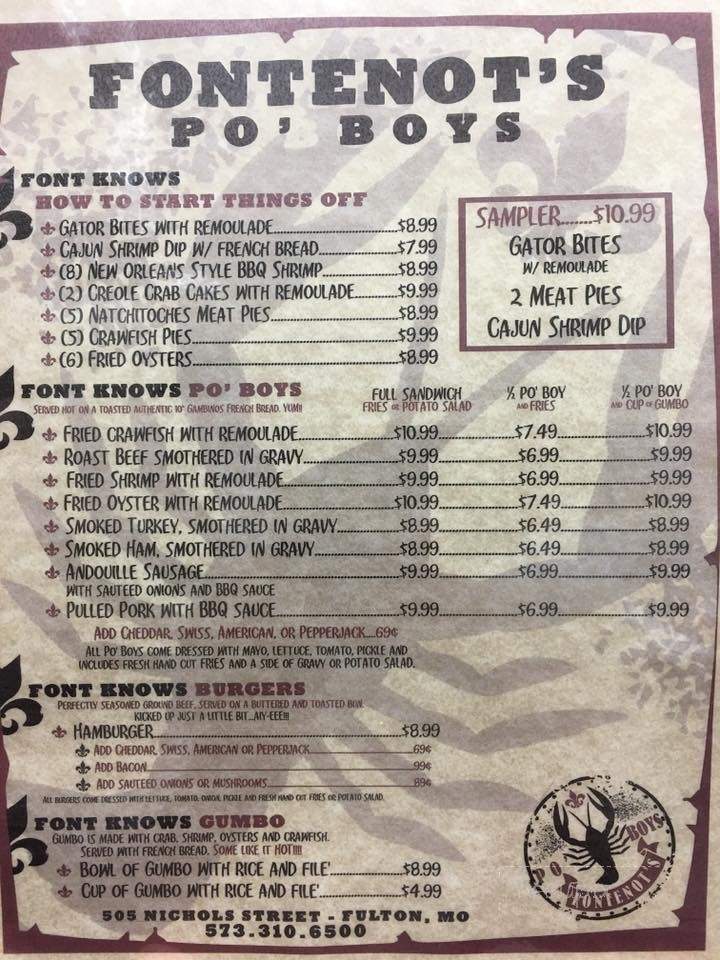 FONTENOT'S
PO' BOYS
FONT KNOWS
HOW TO START THINGS OFF
GATOR BITES WITH REMOULADE.....$8.99
CAJUN SHRIMP DIP W/ FRENCH BREAD.....$7.99
(8) NEW ORLEANS STYLE BBQ SHRIMP.....$8.99
(2) CREOLE CRAB CAKES WITH REMOULADE.....$9.99
(5) NATCHITOCHES MEAT PIES.....$8.99
(5) CRAWFISH PIES.....$9.99
(6) FRIED OYSTERS.....$8.99
SAMPLER.......$10.99
GATOR BITES
W/ REMOULADE
2 MEAT PIES
CAJUN SHRIMP DIP
FONT KNOWS PO' BOYS
SERVED HOT ON A TOASTED AUTHENTIC 10" GAMBINOS FRENCH BREAD. YUM!!
FULL SANDWICH ½ PO' BOY ½ PO' BOY
FRIES OR POTATO SALAD AND FRIES AND CUP OF GUMBO
FRIED CRAWFISH WITH REMOULADE.....$10.99.....$7.49.....$10.99
ROAST BEEF SMOTHERED IN GRAVY.....$9.99.....$6.99.....$9.99
FRIED SHRIMP WITH REMOULADE.....$9.99.....$6.99.....$9.99
FRIED OYSTER WITH REMOULADE.....$10.99.....$7.49.....$10.99
SMOKED TURKEY, SMOTHERED IN GRAVY.....$8.99.....$6.49.....$8.99
SMOKED HAM, SMOTHERED IN GRAVY.....$8.99.....$6.49.....$8.99
ANDOUILLE SAUSAGE.....$9.99.....$6.99.....$9.99
WITH SAUTEED ONIONS AND BBQ SAUCE
PULLED PORK WITH BBQ SAUCE.....$9.99.....$6.99.....$9.99
ADD CHEDDAR, SWISS, AMERICAN, OR PEPPERJACK...69¢
ALL PO' BOYS COME DRESSED WITH MAYO, LETTUCE, TOMATO, PICKLE AND
INCLUDES FRESH HAND CUT FRIES AND A SIDE OF GRAVY OR POTATO SALAD.
FONT KNOWS BURGERS
PERFECTLY SEASONED GROUND BEEF, SERVED ON A BUTTERED AND TOASTED BUN.
KICKED UP JUST A LITTLE BIT...AIY-EEE!!!
HAMBURGER.....$8.99
ADD CHEDDAR, SWISS, AMERICAN OR PEPPERJACK.....69¢
ADD BACON.....99¢
ADD SAUTEED ONIONS OR MUSHROOMS.....89¢
ALL BURGERS COME DRESSED WITH LETTUCE, TOMATO, ONION, PICKLE AND FRESH HAND CUT FRIES OR POTATO SALAD.
FONT KNOWS GUMBO
GUMBO IS MADE WITH CRAB, SHRIMP, OYSTERS AND CRAWFISH.
SERVED WITH FRENCH BREAD. SOME LIKE IT HOT!!!!
BOWL OF GUMBO WITH RICE AND FILE'.....$8.99
CUP OF GUMBO WITH RICE AND FILE'.....$4.99
FONTENOT'S
PO' BOYS
505 NICHOLS STREET - FULTON, MO
573.310.6500